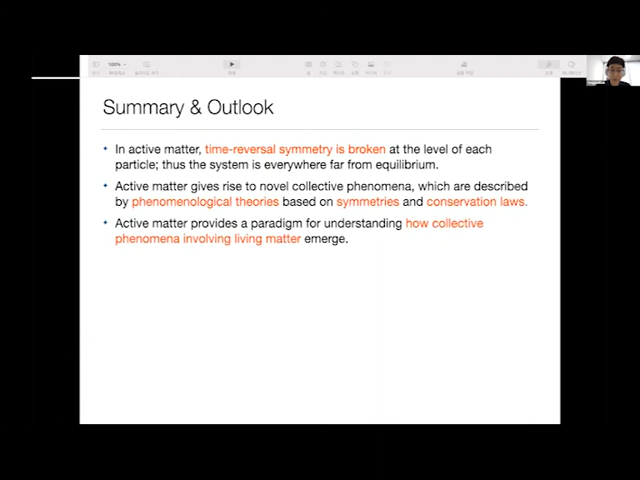 100%
Summary & Outlook
In active matter, time-reversal symmetry is broken at the level of each
particle; thus the system is everywhere far from equilibrium.
Active matter gives rise to novel collective phenomena, which are described
by phenomenological theories based on symmetries and conservation laws.
Active matter provides a paradigm for understanding how collective
phenomena involving living matter emerge.